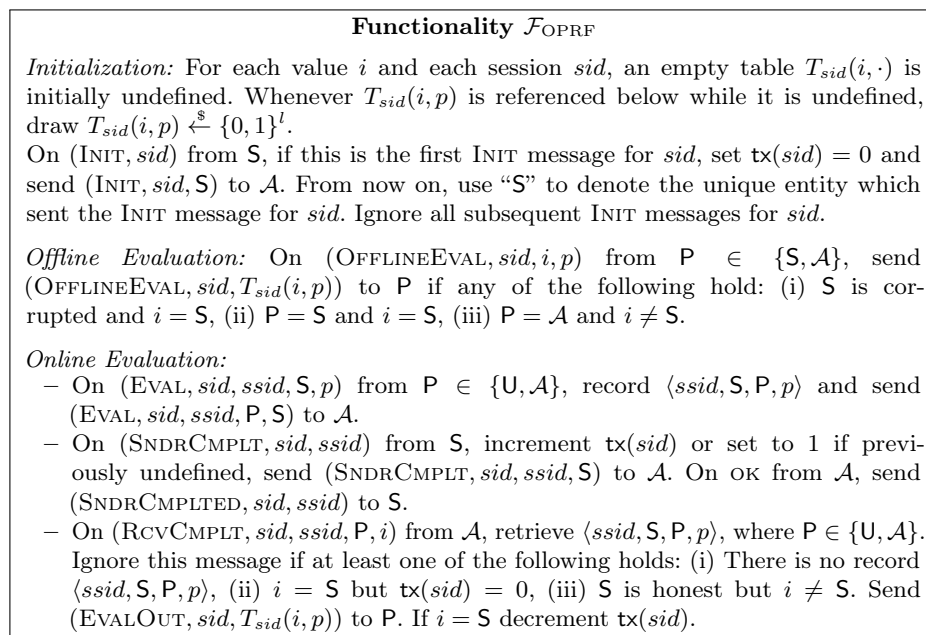 Functionality F_OPRF
Initialization: For each value i and each session sid, an empty table T_sid(i, ·) is
initially undefined. Whenever T_sid(i, p) is referenced below while it is undefined,
draw T_sid(i, p) ←$ {0, 1}^l.
On (INIT, sid) from S, if this is the first INIT message for sid, set tx(sid) = 0 and
send (INIT, sid, S) to A. From now on, use “S” to denote the unique entity which
sent the INIT message for sid. Ignore all subsequent INIT messages for sid.
Offline Evaluation: On (OFFLINEEVAL, sid, i, p) from P ∈ {S, A}, send
(OFFLINEEVAL, sid, T_sid(i, p)) to P if any of the following hold: (i) S is cor-
rupted and i = S, (ii) P = S and i = S, (iii) P = A and i ≠ S.
Online Evaluation:
– On (EVAL, sid, ssid, S, p) from P ∈ {U, A}, record ⟨ssid, S, P, p⟩ and send
(EVAL, sid, ssid, P, S) to A.
– On (SNDRCMPLT, sid, ssid) from S, increment tx(sid) or set to 1 if previ-
ously undefined, send (SNDRCMPLT, sid, ssid, S) to A. On OK from A, send
(SNDRCMPLTED, sid, ssid) to S.
– On (RCVCMPLT, sid, ssid, P, i) from A, retrieve ⟨ssid, S, P, p⟩, where P ∈ {U, A}.
Ignore this message if at least one of the following holds: (i) There is no record
⟨ssid, S, P, p⟩, (ii) i = S but tx(sid) = 0, (iii) S is honest but i ≠ S. Send
(EVALOUT, sid, T_sid(i, p)) to P. If i = S decrement tx(sid).